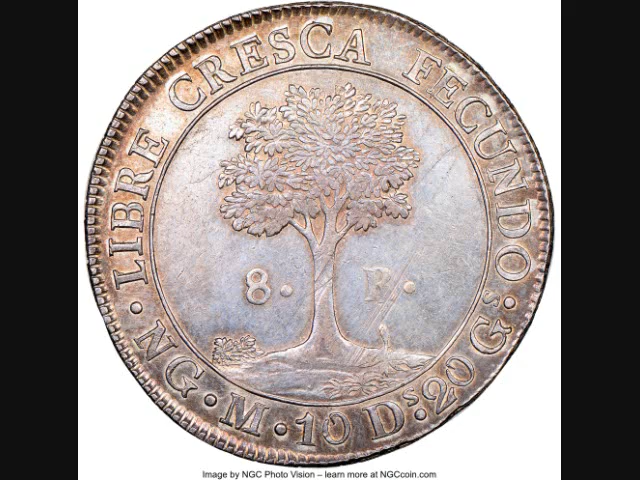 · LIBRE CRESCA FECUNDO ·
8 · R ·
NG · M · 10 Ds · 20 Gs
Image by NGC Photo Vision – learn more at NGCcoin.com